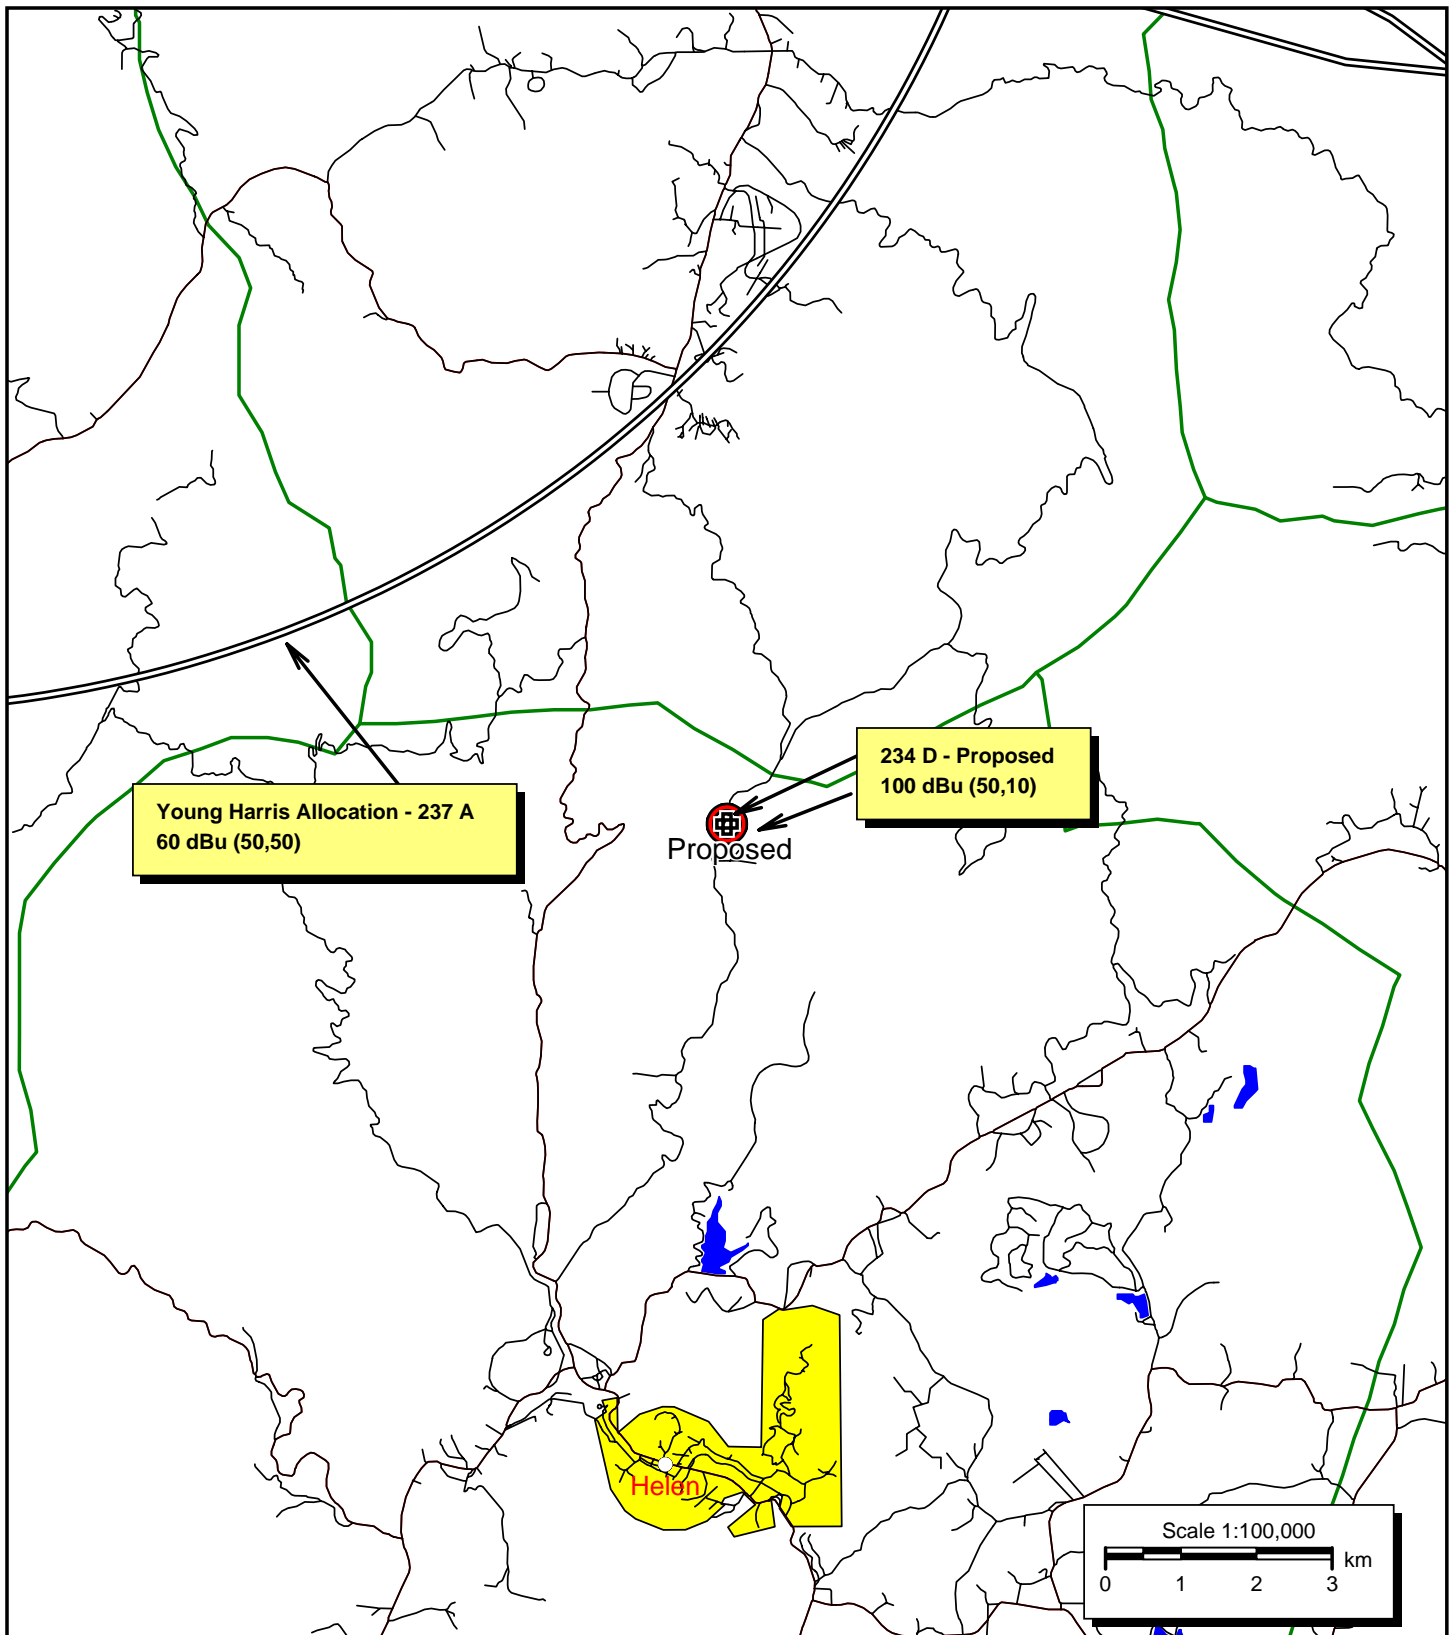 234 D - Proposed
100 dBu (50,10)
Young Harris Allocation - 237 A
60 dBu (50,50)
Proposed
Helen
Scale 1:100,000
km
0 1 2 3